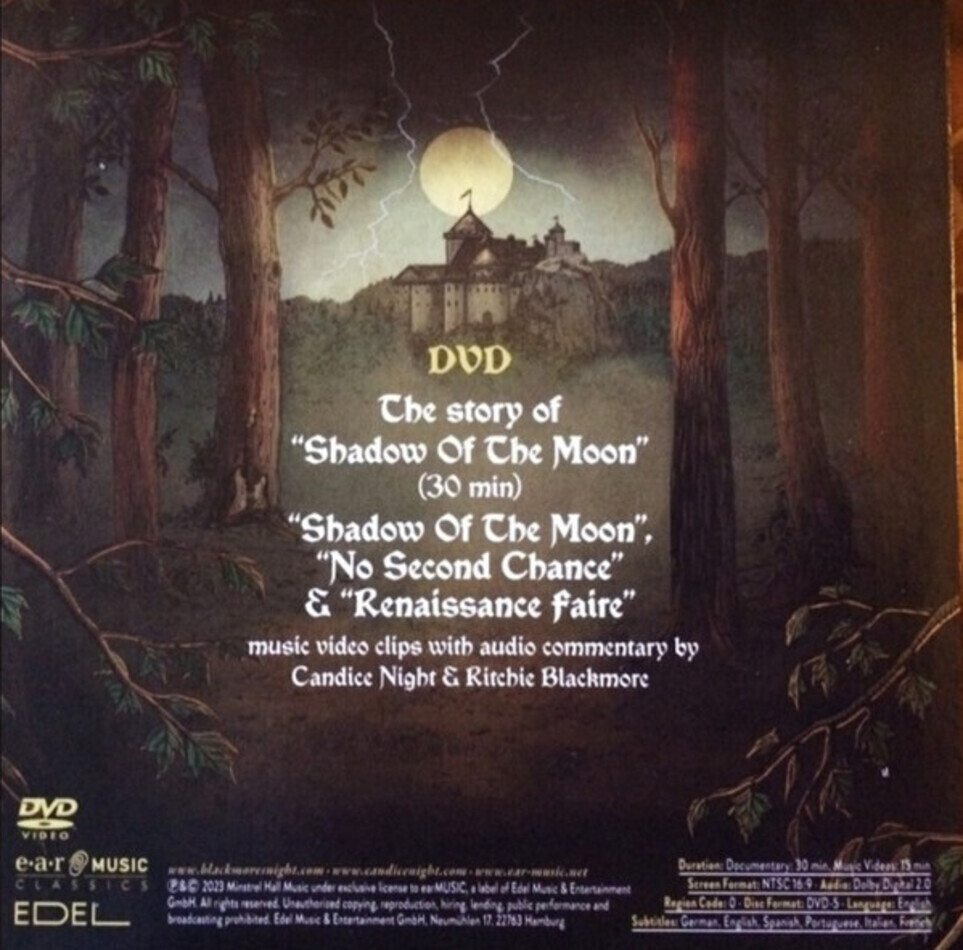 DVD
The story of
“Shadow Of The Moon”
(30 min)
“Shadow Of The Moon”,
“No Second Chance”
& “Renaissance Faire”
music video clips with audio commentary by
Candice Night & Ritchie Blackmore
DVD
VIDEO
e·a·r MUSIC
CLASSICS
EDEL
www.blackmoresnight.com · www.candicenight.com · www.ear-music.net
℗&© 2023 Minstrel Hall Music under exclusive license to earMUSIC, a label of Edel Music & Entertainment
GmbH. All rights reserved. Unauthorized copying, reproduction, hiring, lending, public performance and
broadcasting prohibited. Edel Music & Entertainment GmbH, Neumühlen 17, 22763 Hamburg
Duration: Documentary: 30 min, Music Videos: 13 min
Screen Format: NTSC 16:9 · Audio: Dolby Digital 2.0
Region Code: 0 · Disc Format: DVD-5 · Language: English
Subtitles: German, English, Spanish, Portuguese, Italian, French